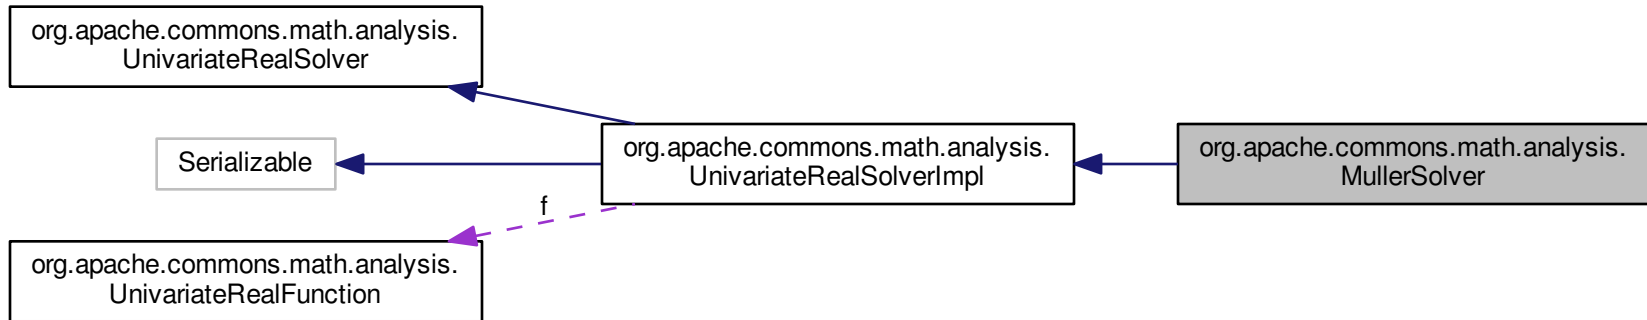 org.apache.commons.math.analysis.
UnivariateRealSolver
Serializable
org.apache.commons.math.analysis.
UnivariateRealFunction
f
org.apache.commons.math.analysis.
UnivariateRealSolverImpl
org.apache.commons.math.analysis.
MullerSolver